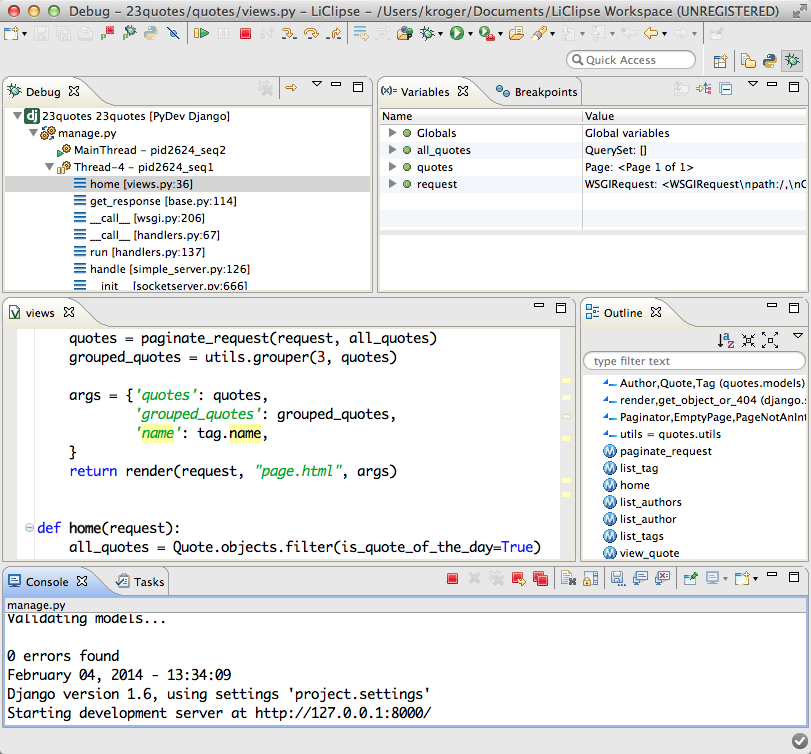 Debug – 23quotes/quotes/views.py – LiClipse – /Users/kroger/Documents/LiClipse Workspace (UNREGISTERED)
Quick Access
Debug
23quotes 23quotes [PyDev Django]
manage.py
MainThread - pid2624_seq2
Thread-4 - pid2624_seq1
home [views.py:36]
get_response [base.py:114]
__call__ [wsgi.py:206]
__call__ [handlers.py:67]
run [handlers.py:137]
handle [simple_server.py:126]
__init__ [socketserver.py:666]
(x)= Variables
Breakpoints
Name Value
Globals Global variables
all_quotes QuerySet: []
quotes Page: <Page 1 of 1>
request WSGIRequest: <WSGIRequest\npath:/,\nG
views
quotes = paginate_request(request, all_quotes)
grouped_quotes = utils.grouper(3, quotes)
args = {'quotes': quotes,
'grouped_quotes': grouped_quotes,
'name': tag.name,
}
return render(request, "page.html", args)
def home(request):
all_quotes = Quote.objects.filter(is_quote_of_the_day=True)
Outline
type filter text
Author,Quote,Tag (quotes.models)
render,get_object_or_404 (django.s
Paginator,EmptyPage,PageNotAnInt
utils = quotes.utils
paginate_request
list_tag
home
list_authors
list_author
list_tags
view_quote
Console
Tasks
manage.py
Validating models...
0 errors found
February 04, 2014 - 13:34:09
Django version 1.6, using settings 'project.settings'
Starting development server at http://127.0.0.1:8000/